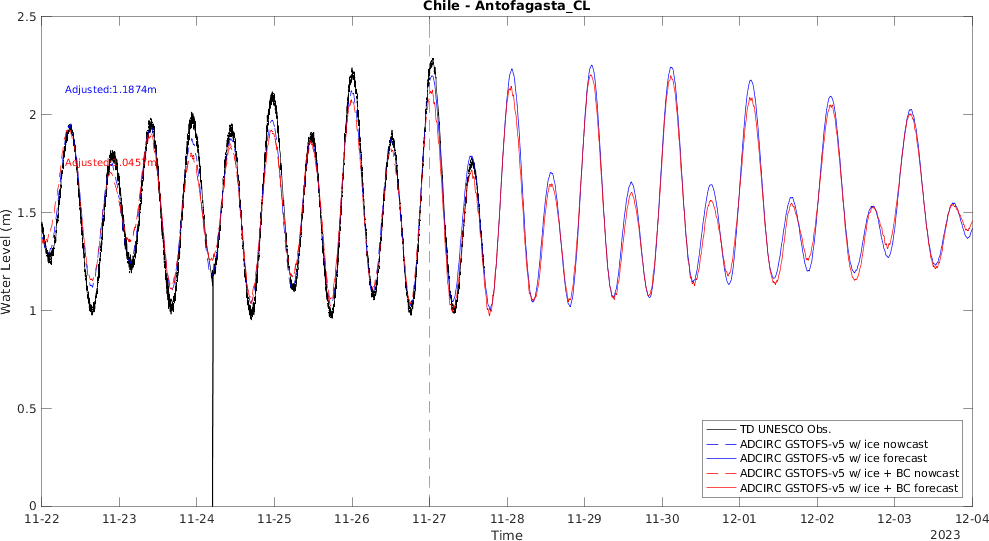 Chile - Antofagasta_CL
2.5
2
1.5
1
0.5
0
Water Level (m)
Adjusted:1.1874m
TD UNESCO Obs.
ADCIRC GSTOFS-v5 w/ ice nowcast
ADCIRC GSTOFS-v5 w/ ice forecast
ADCIRC GSTOFS-v5 w/ ice + BC nowcast
ADCIRC GSTOFS-v5 w/ ice + BC forecast
11-22 11-23 11-24 11-25 11-26 11-27 11-28 11-29 11-30 12-01 12-02 12-03 12-04
Time
2023